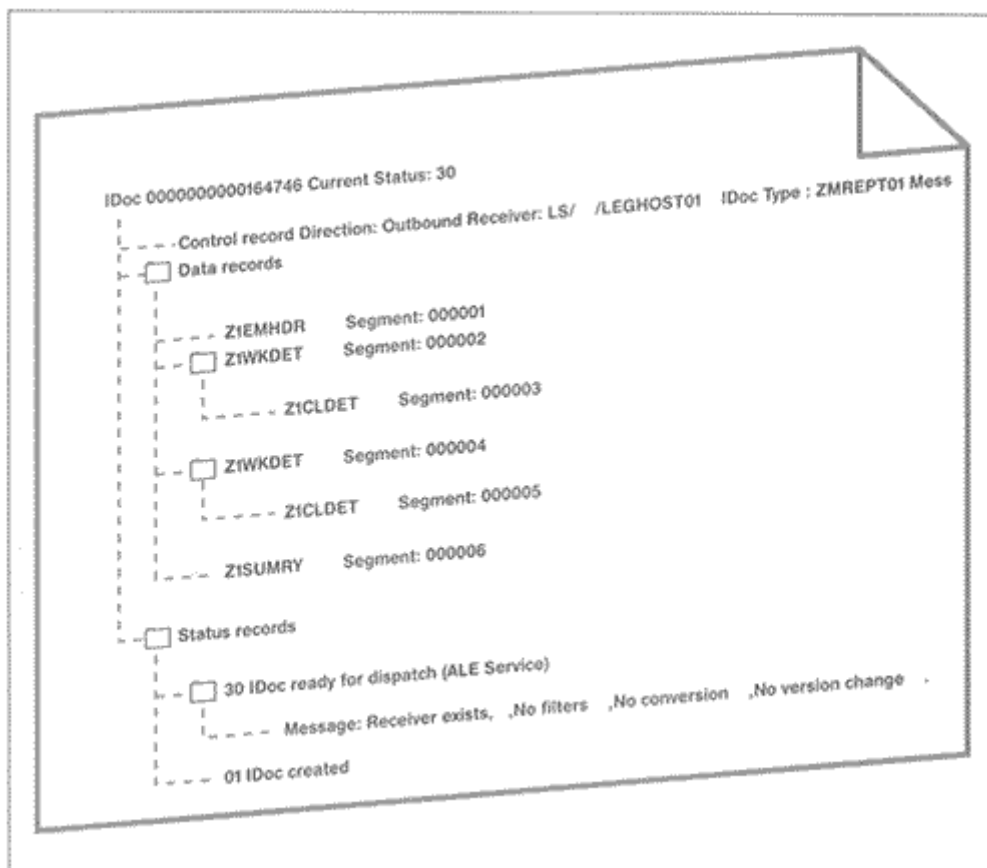 IDoc 0000000000164746 Current Status: 30
Control record Direction: Outbound Receiver: LS/ /LEGHOST01 IDoc Type : ZMREPT01 Mess
Data records
Z1EMHDR Segment: 000001
Z1WKDET Segment: 000002
Z1CLDET Segment: 000003
Z1WKDET Segment: 000004
Z1CLDET Segment: 000005
Z1SUMRY Segment: 000006
Status records
30 IDoc ready for dispatch (ALE Service)
Message: Receiver exists, ,No filters ,No conversion ,No version change .
01 IDoc created